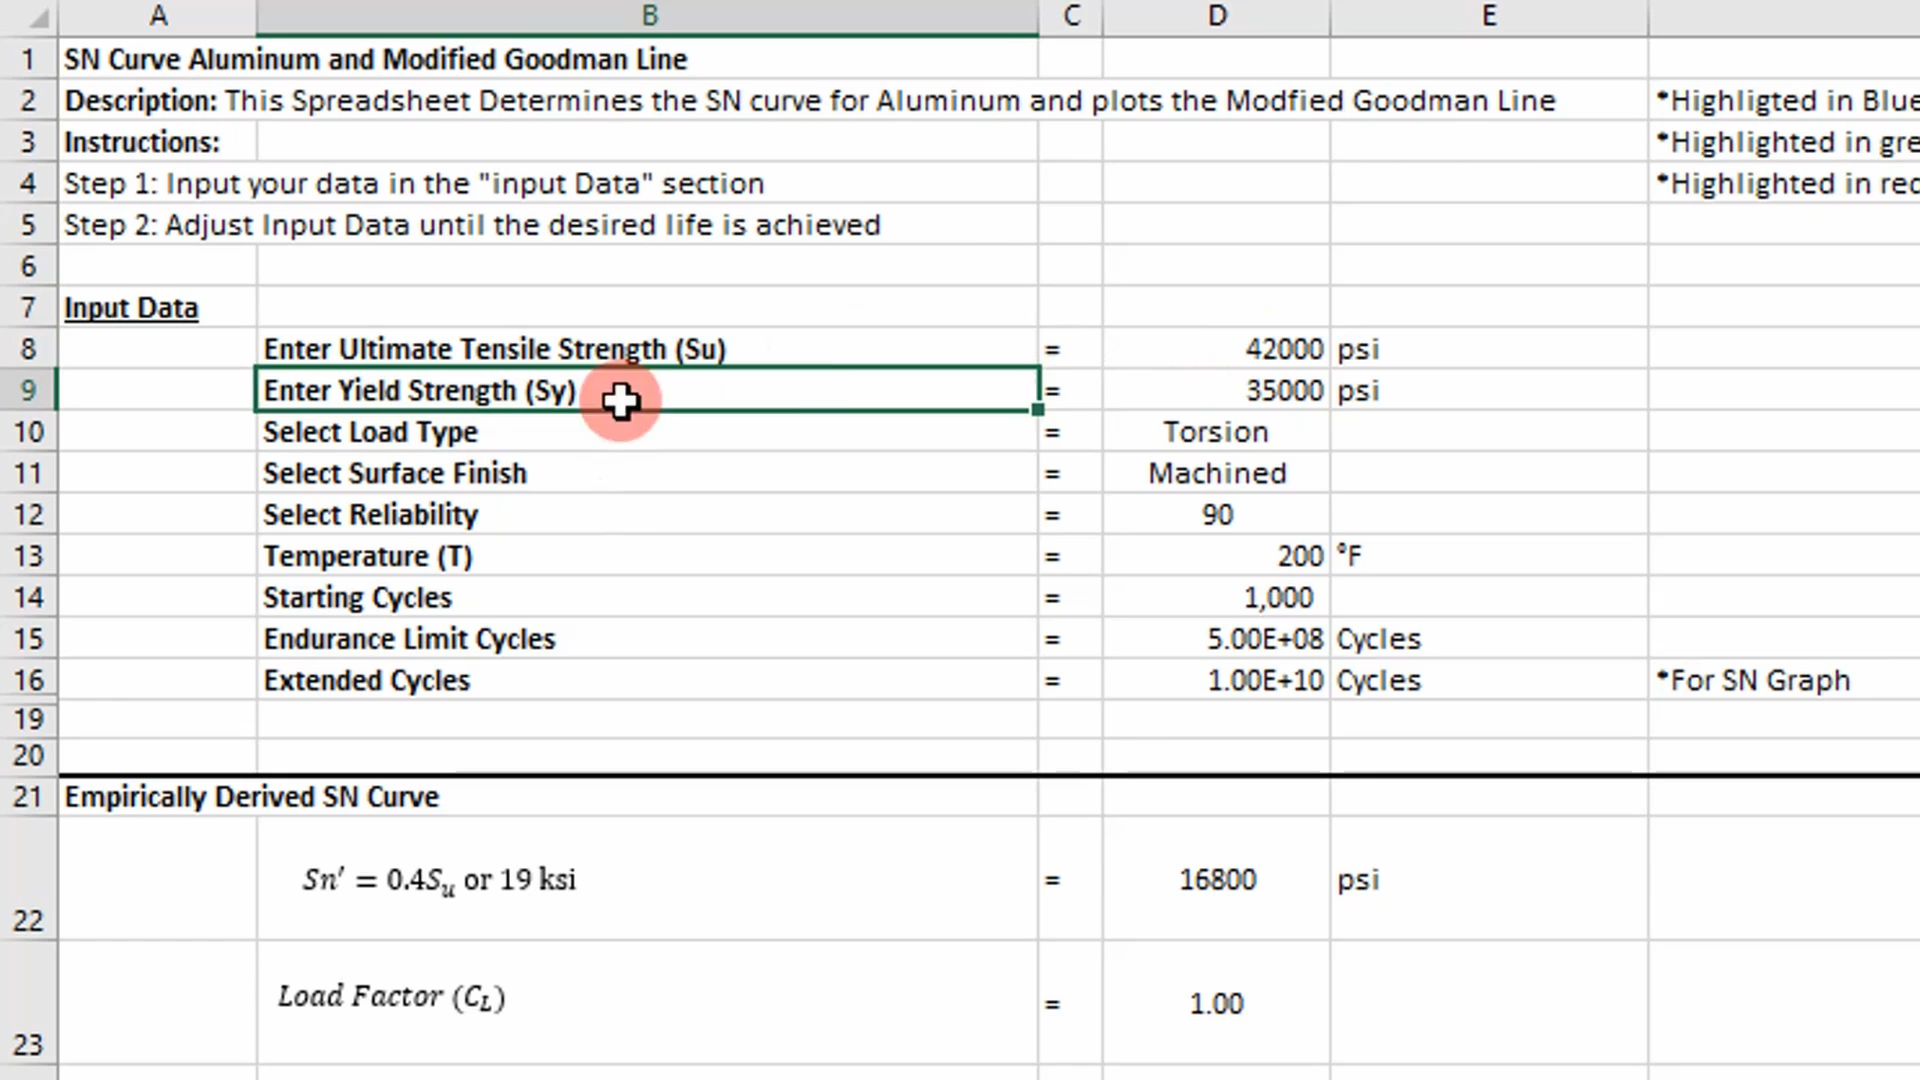 A B C D E
1 SN Curve Aluminum and Modified Goodman Line
2 Description: This Spreadsheet Determines the SN curve for Aluminum and plots the Modfied Goodman Line *Highligted in Blue
3 Instructions: *Highlighted in gre
4 Step 1: Input your data in the "input Data" section *Highlighted in red
5 Step 2: Adjust Input Data until the desired life is achieved
6
7 Input Data
8 Enter Ultimate Tensile Strength (Su) = 42000 psi
9 Enter Yield Strength (Sy) = 35000 psi
10 Select Load Type = Torsion
11 Select Surface Finish = Machined
12 Select Reliability = 90
13 Temperature (T) = 200 °F
14 Starting Cycles = 1,000
15 Endurance Limit Cycles = 5.00E+08 Cycles
16 Extended Cycles = 1.00E+10 Cycles *For SN Graph
19
20
21 Empirically Derived SN Curve
22 Sn′ = 0.4Su or 19 ksi = 16800 psi
23 Load Factor (CL) = 1.00